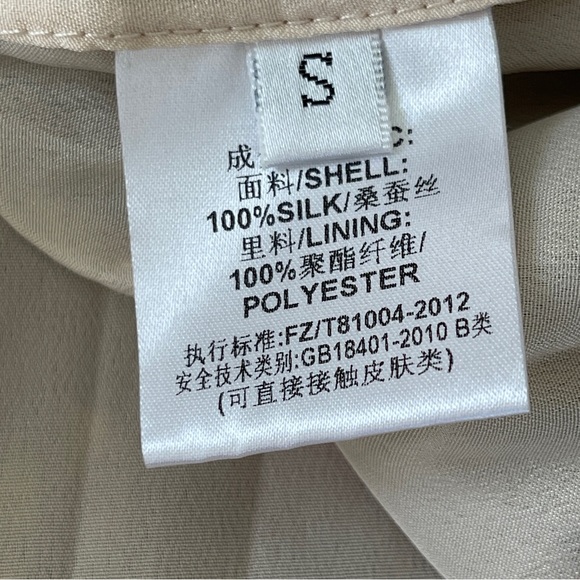 S
成 C:
面料/SHELL:
100%SILK/桑蚕丝
里料/LINING:
100%聚酯纤维/
POLYESTER
执行标准:FZ/T81004-2012
安全技术类别:GB18401-2010 B类
(可直接接触皮肤类)